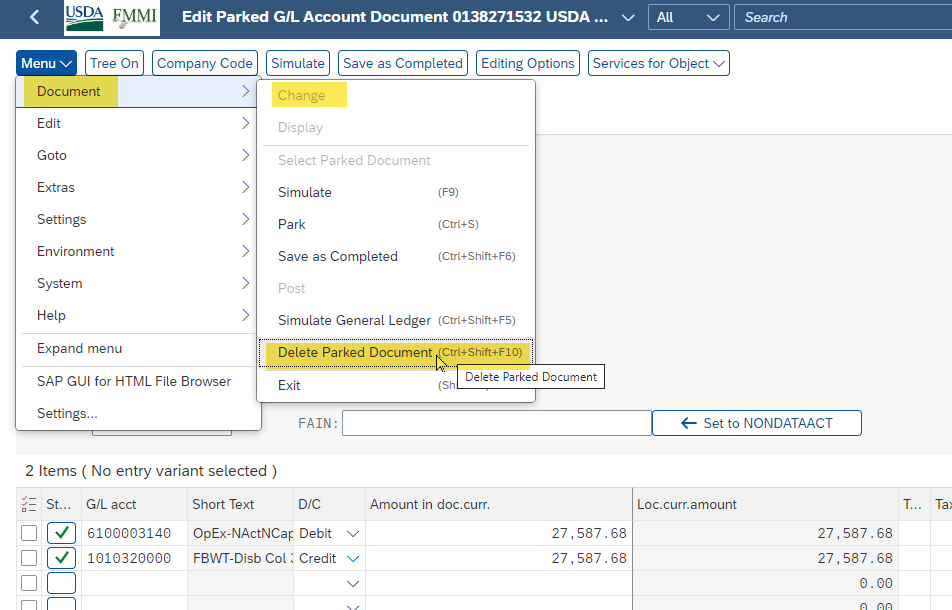 USDA FMMI Edit Parked G/L Account Document 0138271532 USDA ... All Search
Menu Tree On Company Code Simulate Save as Completed Editing Options Services for Object
Document
Edit
Goto
Extras
Settings
Environment
System
Help
Expand menu
SAP GUI for HTML File Browser
Settings...
Change
Display
Select Parked Document
Simulate (F9)
Park (Ctrl+S)
Save as Completed (Ctrl+Shift+F6)
Post
Simulate General Ledger (Ctrl+Shift+F5)
Delete Parked Document (Ctrl+Shift+F10)
Delete Parked Document
Exit (Sh
FAIN: Set to NONDATAACT
2 Items ( No entry variant selected )
St... G/L acct Short Text D/C Amount in doc.curr. Loc.curr.amount T... Tax
6100003140 OpEx-NActNCap Debit 27,587.68 27,587.68
1010320000 FBWT-Disb Col Credit 27,587.68 27,587.68
0.00
0.00